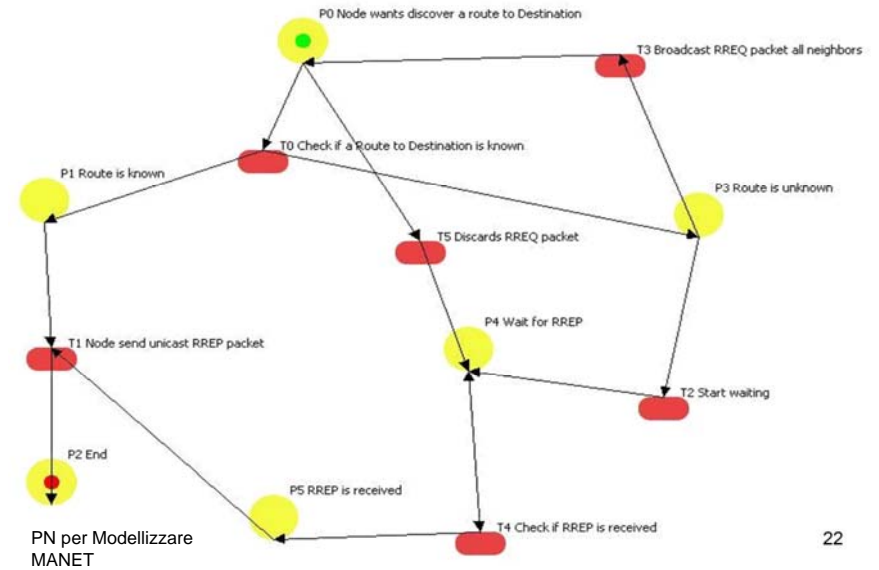 P0 Node wants discover a route to Destination
T3 Broadcast RREQ packet all neighbors
T0 Check if a Route to Destination is known
P1 Route is known
P3 Route is unknown
T5 Discards RREQ packet
P4 Wait for RREP
T1 Node send unicast RREP packet
T2 Start waiting
P2 End
P5 RREP is received
T4 Check if RREP is received
PN per Modellizzare
MANET
22